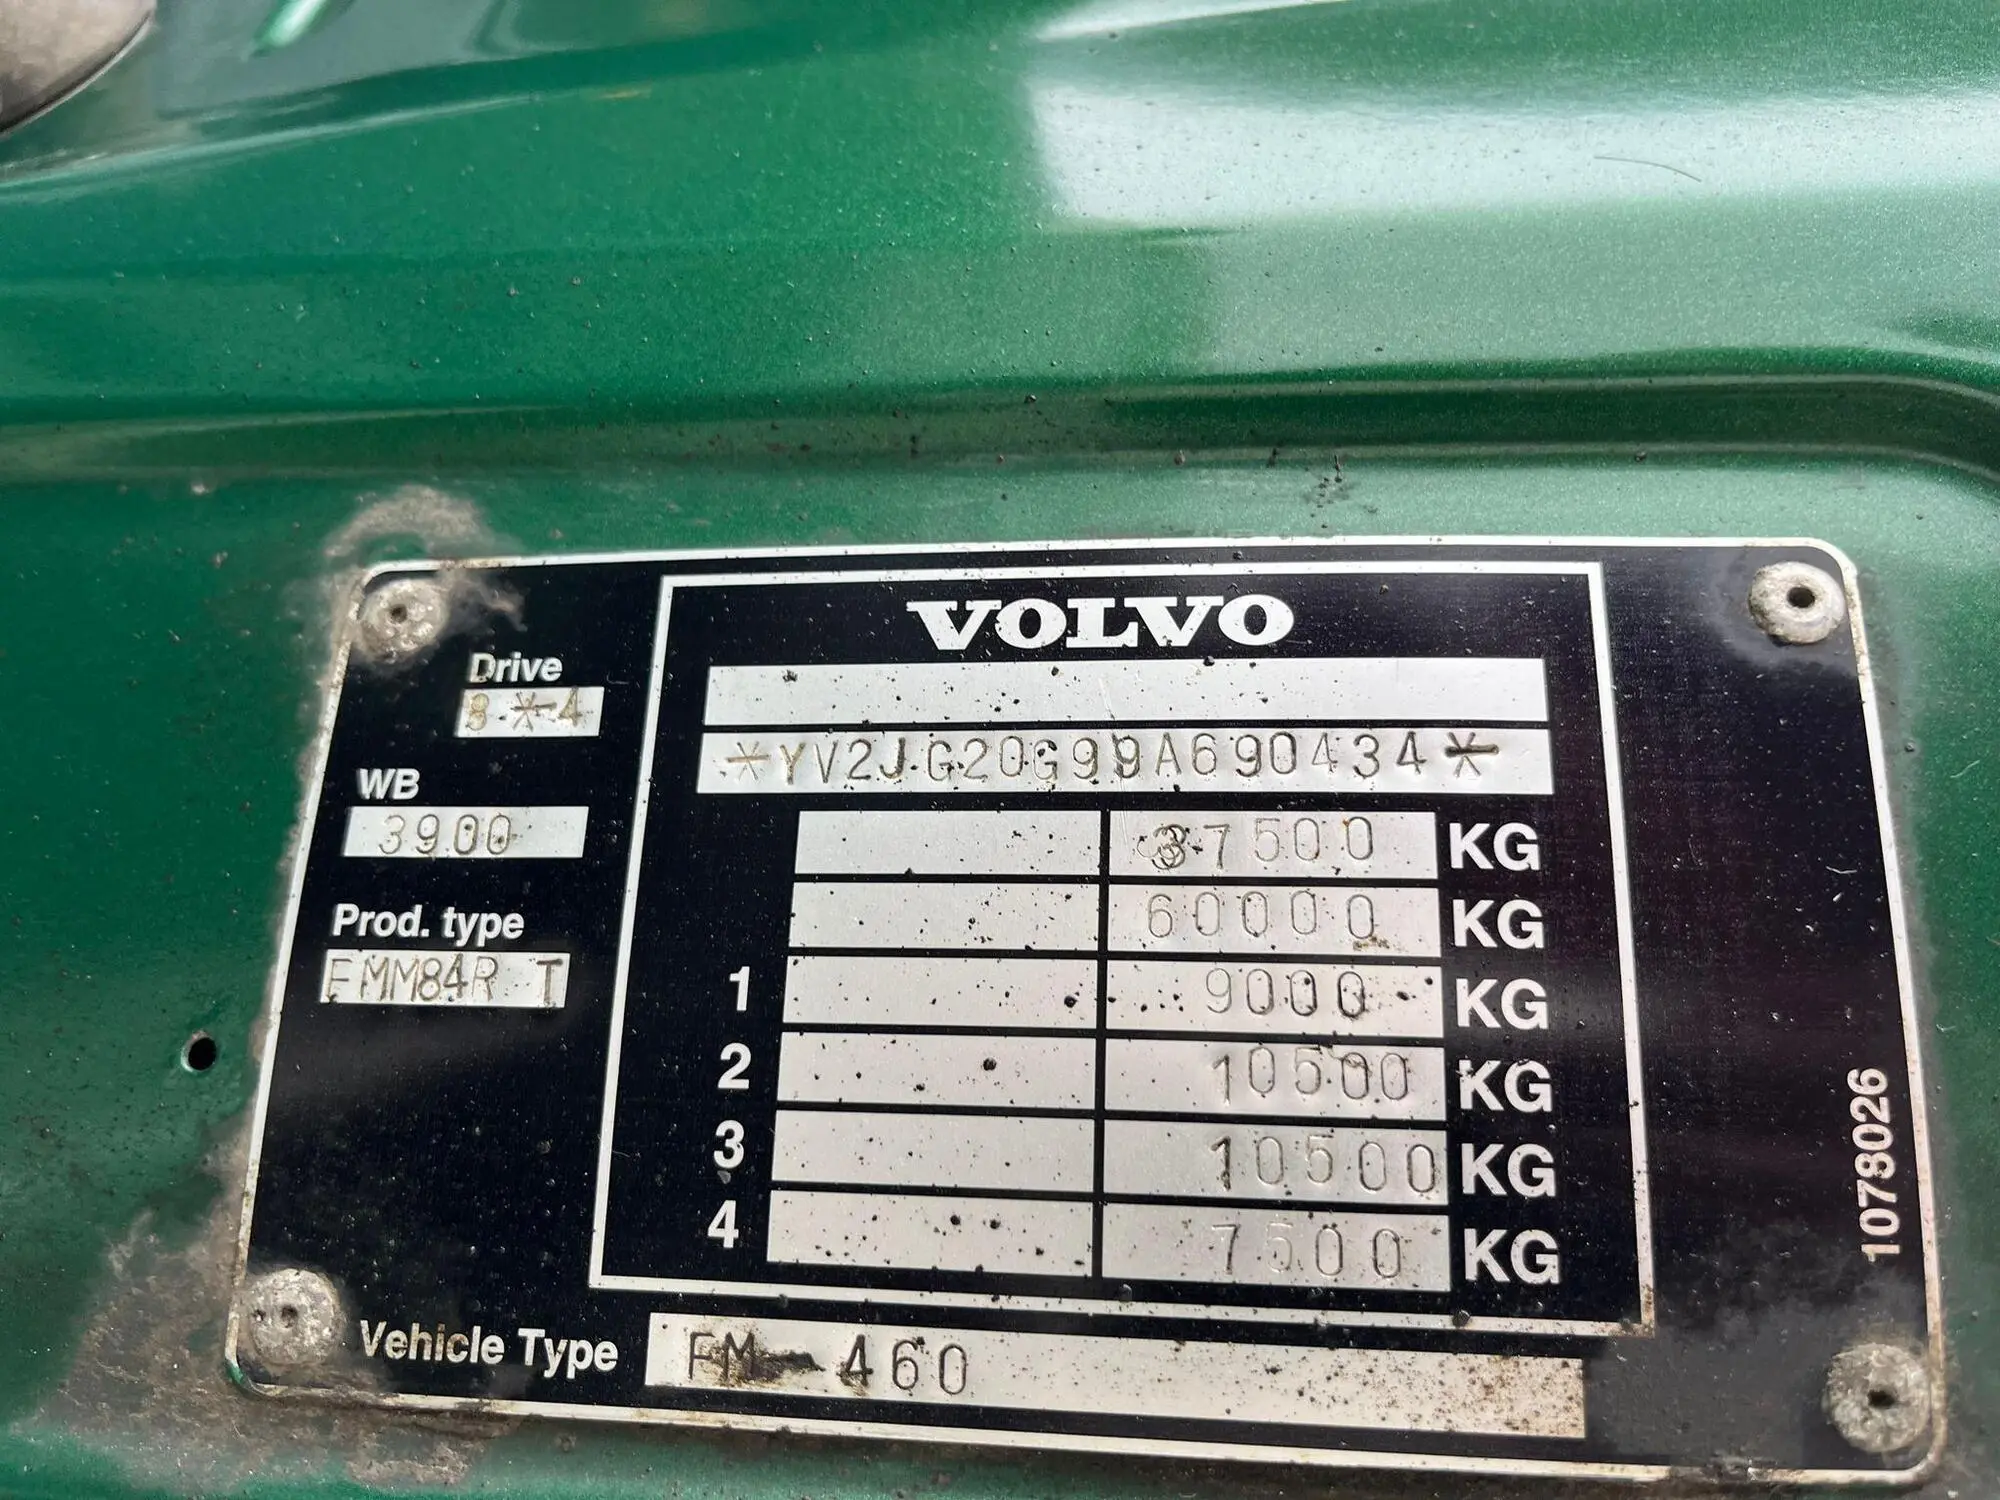 VOLVO
Drive
8*4
*YV2JG20G99A690434*
WB
3900
37500 KG
60000 KG
Prod. type
FMM84R T
1 9000 KG
2 10500 KG
3 10500 KG
4 7500 KG
1078026
Vehicle Type FM - 460